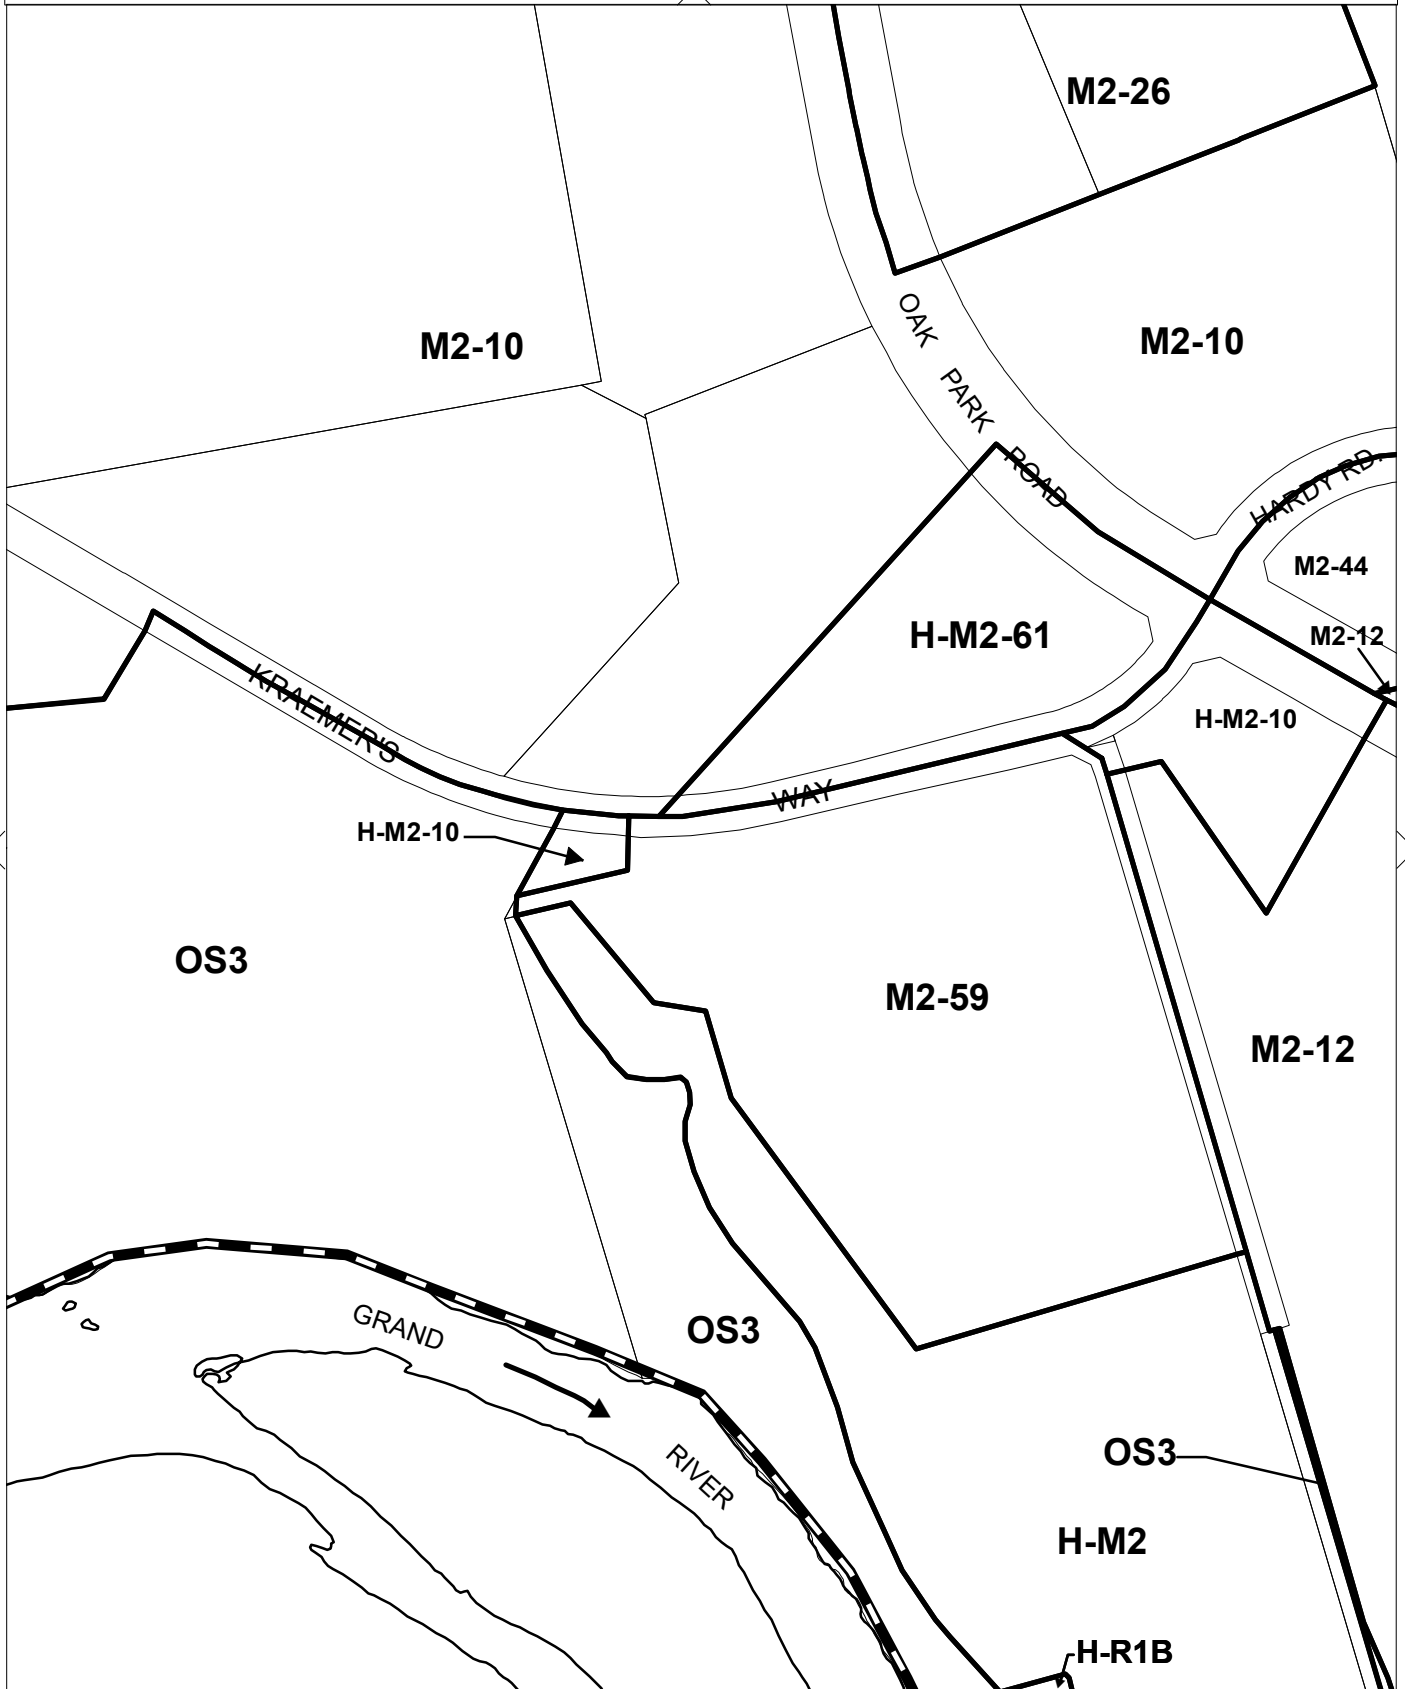 M2-26
M2-10
M2-10
OAK PARK ROAD
HARDY RD.
M2-44
M2-12
H-M2-61
H-M2-10
KRAEMER'S WAY
H-M2-10
OS3
M2-59
M2-12
GRAND RIVER
OS3
OS3
H-M2
H-R1B